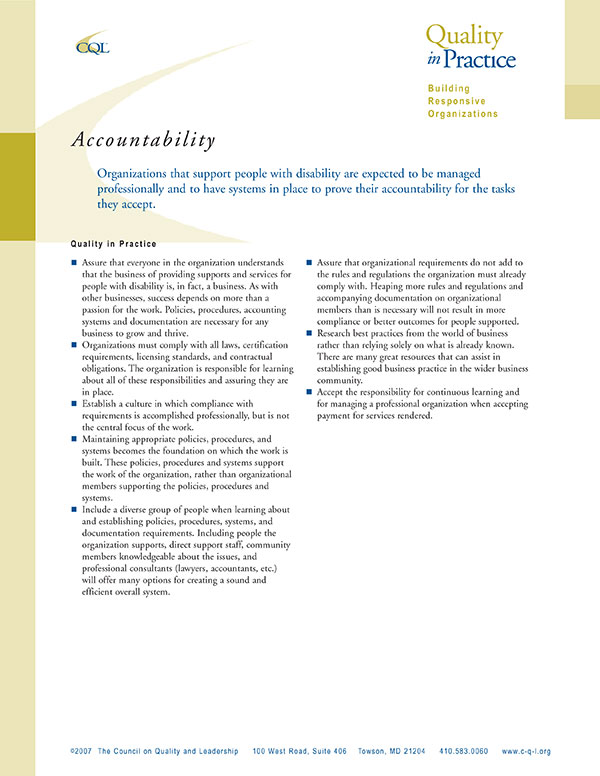 CQL
Quality
in Practice
Building
Responsive
Organizations
Accountability
Organizations that support people with disability are expected to be managed
professionally and to have systems in place to prove their accountability for the tasks
they accept.
Quality in Practice
Assure that everyone in the organization understands
that the business of providing supports and services for
people with disability is, in fact, a business. As with
other businesses, success depends on more than a
passion for the work. Policies, procedures, accounting
systems and documentation are necessary for any
business to grow and thrive.
Organizations must comply with all laws, certification
requirements, licensing standards, and contractual
obligations. The organization is responsible for learning
about all of these responsibilities and assuring they are
in place.
Establish a culture in which compliance with
requirements is accomplished professionally, but is not
the central focus of the work.
Maintaining appropriate policies, procedures, and
systems becomes the foundation on which the work is
built. These policies, procedures and systems support
the work of the organization, rather than organizational
members supporting the policies, procedures and
systems.
Include a diverse group of people when learning about
and establishing policies, procedures, systems, and
documentation requirements. Including people the
organization supports, direct support staff, community
members knowledgeable about the issues, and
professional consultants (lawyers, accountants, etc.)
will offer many options for creating a sound and
efficient overall system.
Assure that organizational requirements do not add to
the rules and regulations the organization must already
comply with. Heaping more rules and regulations and
accompanying documentation on organizational
members than is necessary will not result in more
compliance or better outcomes for people supported.
Research best practices from the world of business
rather than relying solely on what is already known.
There are many great resources that can assist in
establishing good business practice in the wider business
community.
Accept the responsibility for continuous learning and
for managing a professional organization when accepting
payment for services rendered.
©2007 The Council on Quality and Leadership 100 West Road, Suite 406 Towson, MD 21204 410.583.0060 www.c-q-l.org